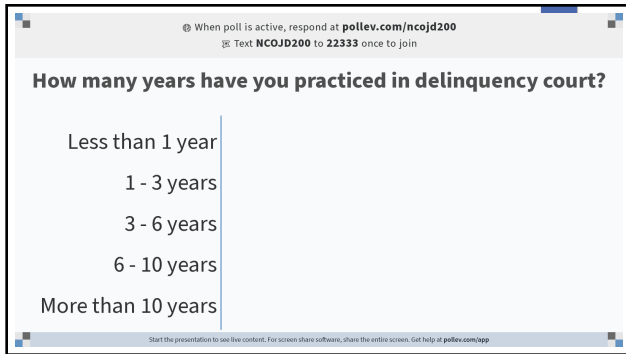 When poll is active, respond at pollev.com/ncojd200
Text NCOJD200 to 22333 once to join
How many years have you practiced in delinquency court?
Less than 1 year
1 - 3 years
3 - 6 years
6 - 10 years
More than 10 years
Start the presentation to see live content. For screen share software, share the entire screen. Get help at pollev.com/app